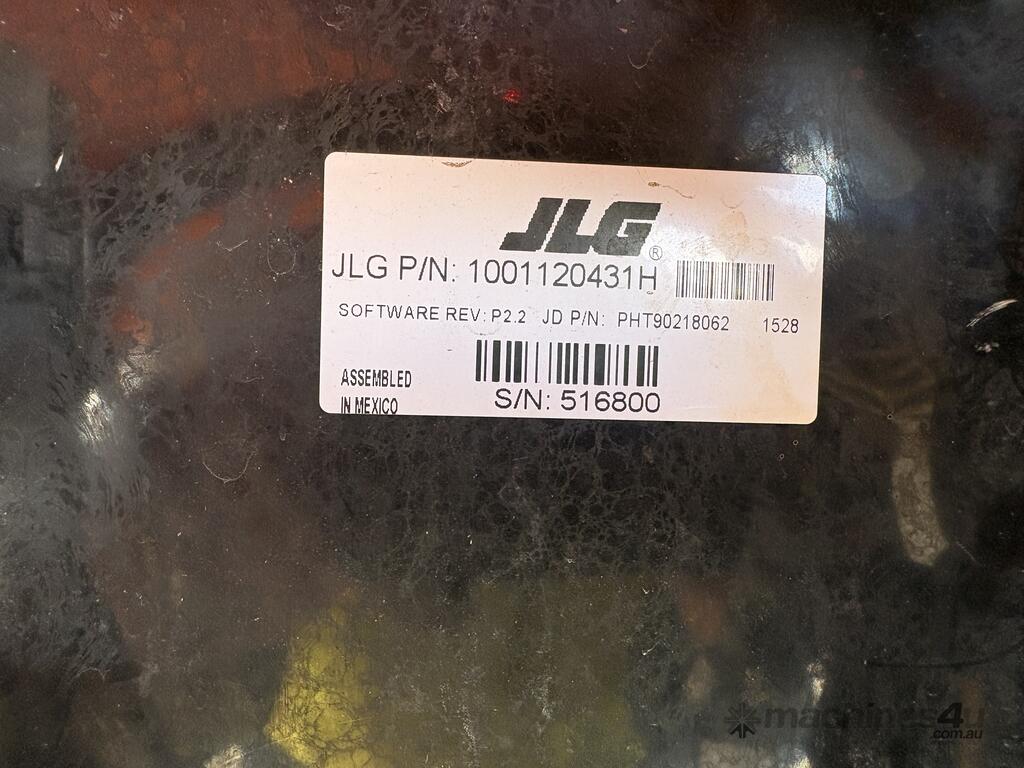 JLG®
JLG P/N: 1001120431H
SOFTWARE REV: P2.2 JD P/N: PHT90218062 1528
ASSEMBLED
IN MEXICO
S/N: 516800
machines4u
.com.au